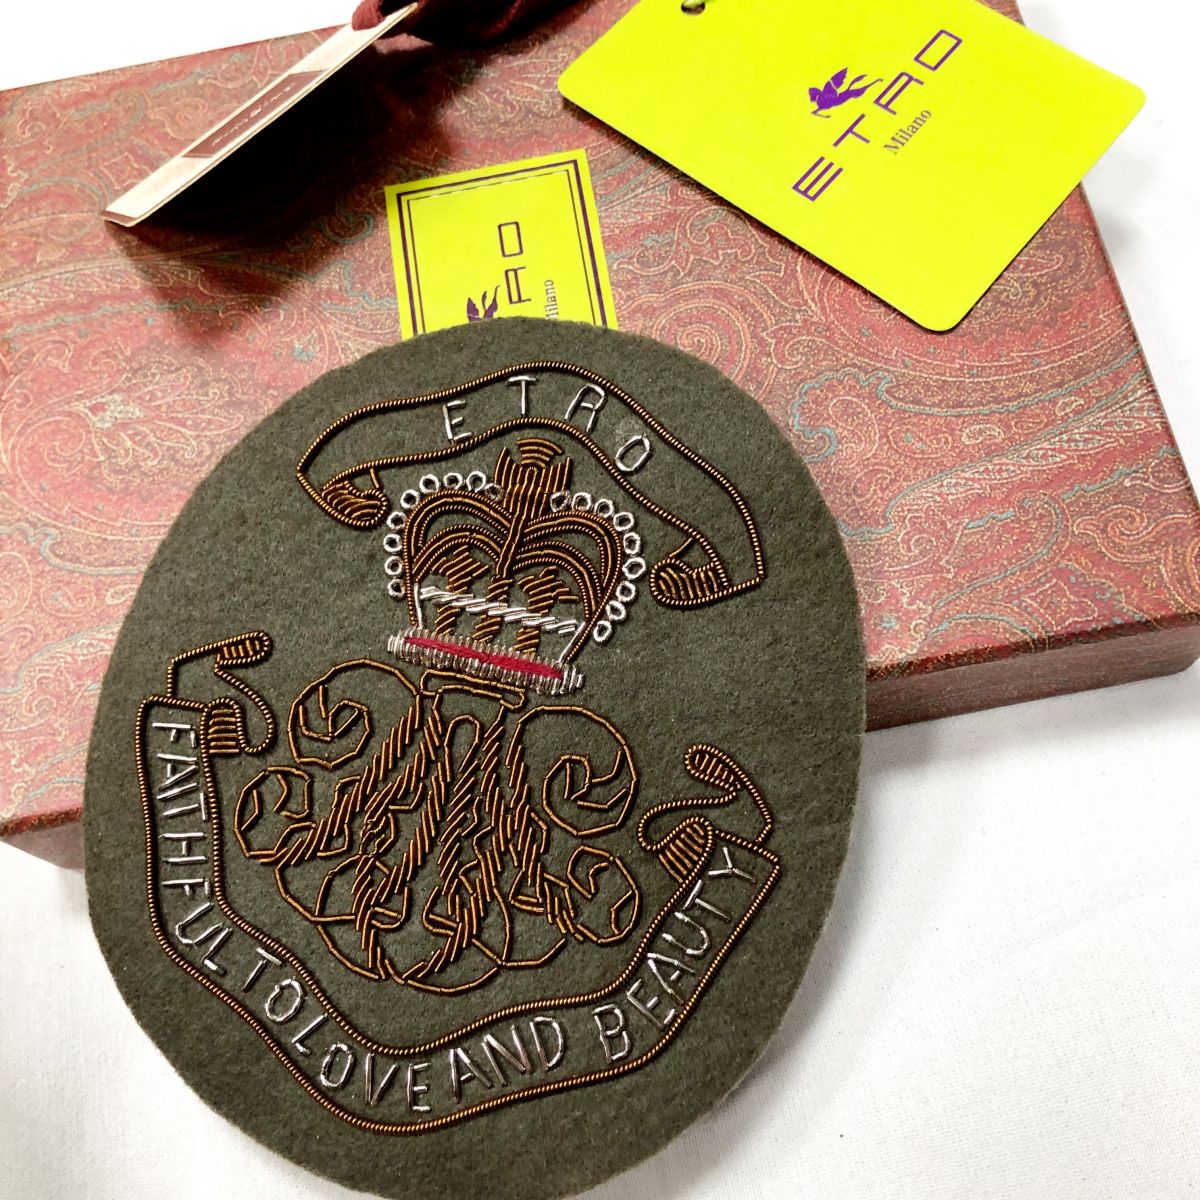 ETRO
Milano
ETRO
Milano
ETRO
FAITHFUL TO LOVE AND BEAUTY